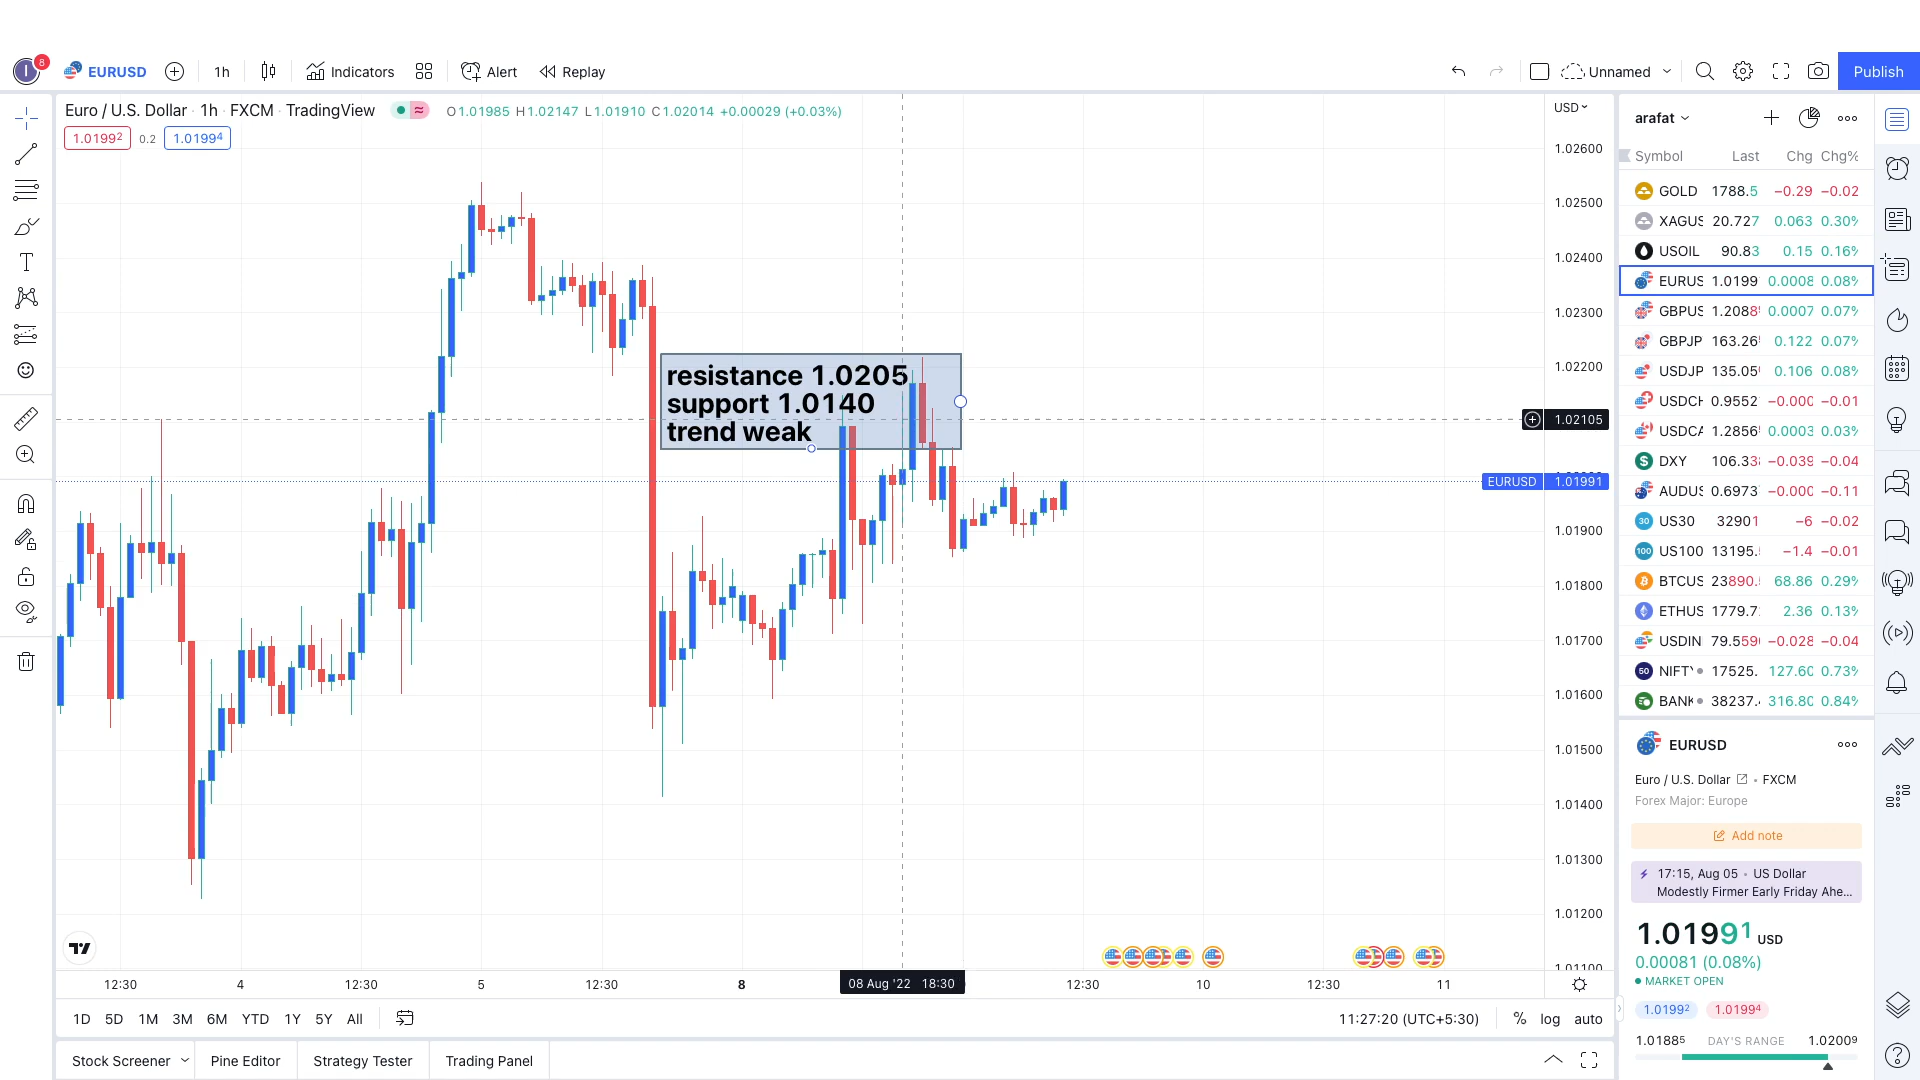 8
EURUSD
1h
Indicators
Alert
Replay
Unnamed
Publish
Euro / U.S. Dollar · 1h · FXCM · TradingView
O1.01985 H1.02147 L1.01910 C1.02014 +0.00029 (+0.03%)
1.01992 0.2 1.01994
USD
1.02600
1.02500
1.02400
1.02300
1.02200
1.02105
EURUSD 1.01991
1.01900
1.01800
1.01700
1.01600
1.01500
1.01400
1.01300
1.01200
1.01100
resistance 1.0205
support 1.0140
trend weak
12:30 4 12:30 5 12:30 8 08 Aug '22 18:30 12:30 10 12:30 11
1D 5D 1M 3M 6M YTD 1Y 5Y All
11:27:20 (UTC+5:30) % log auto
Stock Screener Pine Editor Strategy Tester Trading Panel
arafat
Symbol Last Chg Chg%
GOLD 1788.5 −0.29 −0.02
XAGUS 20.727 0.063 0.30%
USOIL 90.83 0.15 0.16%
EURUS 1.0199 0.0008 0.08%
GBPUS 1.2088 0.0007 0.07%
GBPJP 163.26 0.122 0.07%
USDJP 135.05 0.106 0.08%
USDCH 0.9552 −0.000 −0.01
USDCA 1.2856 0.0003 0.03%
DXY 106.33 −0.039 −0.04
AUDUS 0.6973 −0.000 −0.11
US30 32901 −6 −0.02
US100 13195. −1.4 −0.01
BTCUS 23890. 68.86 0.29%
ETHUS 1779.7 2.36 0.13%
USDIN 79.559 −0.028 −0.04
NIFTY 17525. 127.60 0.73%
BANK 38237. 316.80 0.84%
EURUSD
Euro / U.S. Dollar · FXCM
Forex Major: Europe
Add note
17:15, Aug 05 · US Dollar
Modestly Firmer Early Friday Ahe...
1.01991 USD
0.00081 (0.08%)
MARKET OPEN
1.01992 1.01994
1.01885 DAY'S RANGE 1.02009